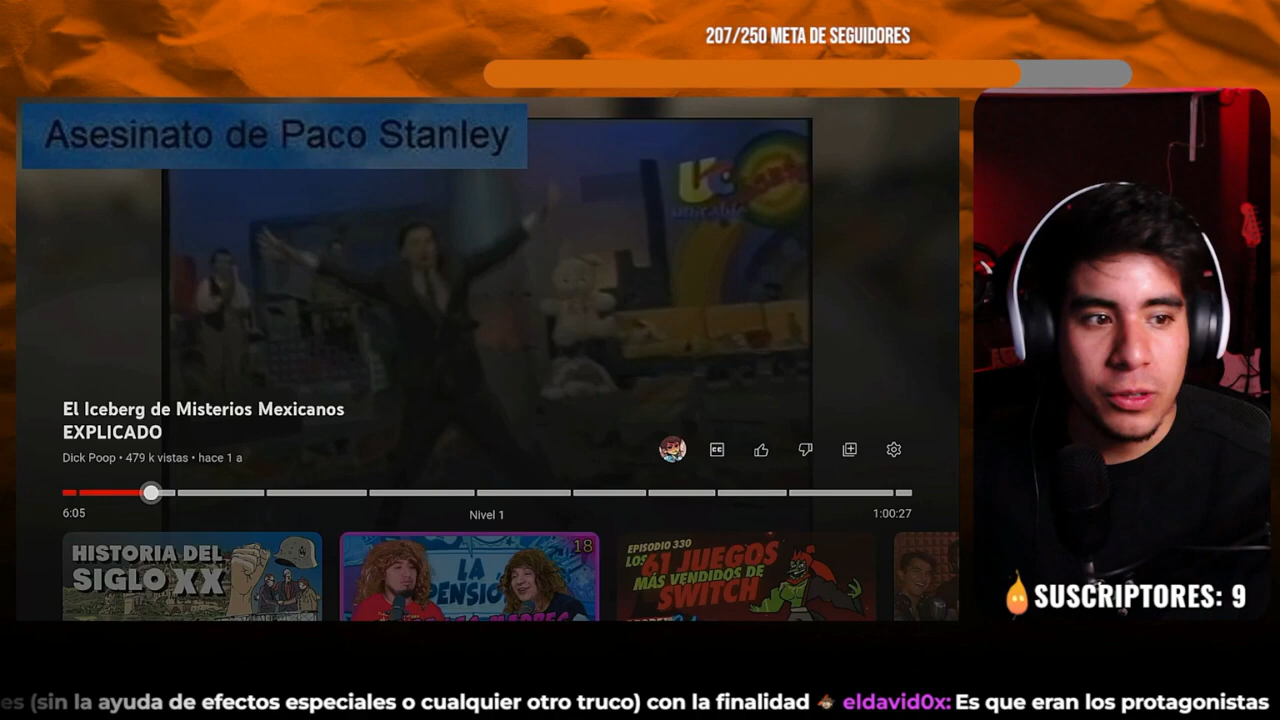 207/250 META DE SEGUIDORES
Asesinato de Paco Stanley
El Iceberg de Misterios Mexicanos
EXPLICADO
Dick Poop • 479 k vistas • hace 1 a
CC
6:05
Nivel 1
1:00:27
HISTORIA DEL
SIGLO XX
18
LA
EPISODIO 330
LOS 61 JUEGOS
MÁS VENDIDOS DE
SWITCH
SUSCRIPTORES: 9
es (sin la ayuda de efectos especiales o cualquier otro truco) con la finalidad eldavid0x: Es que eran los protagonistas